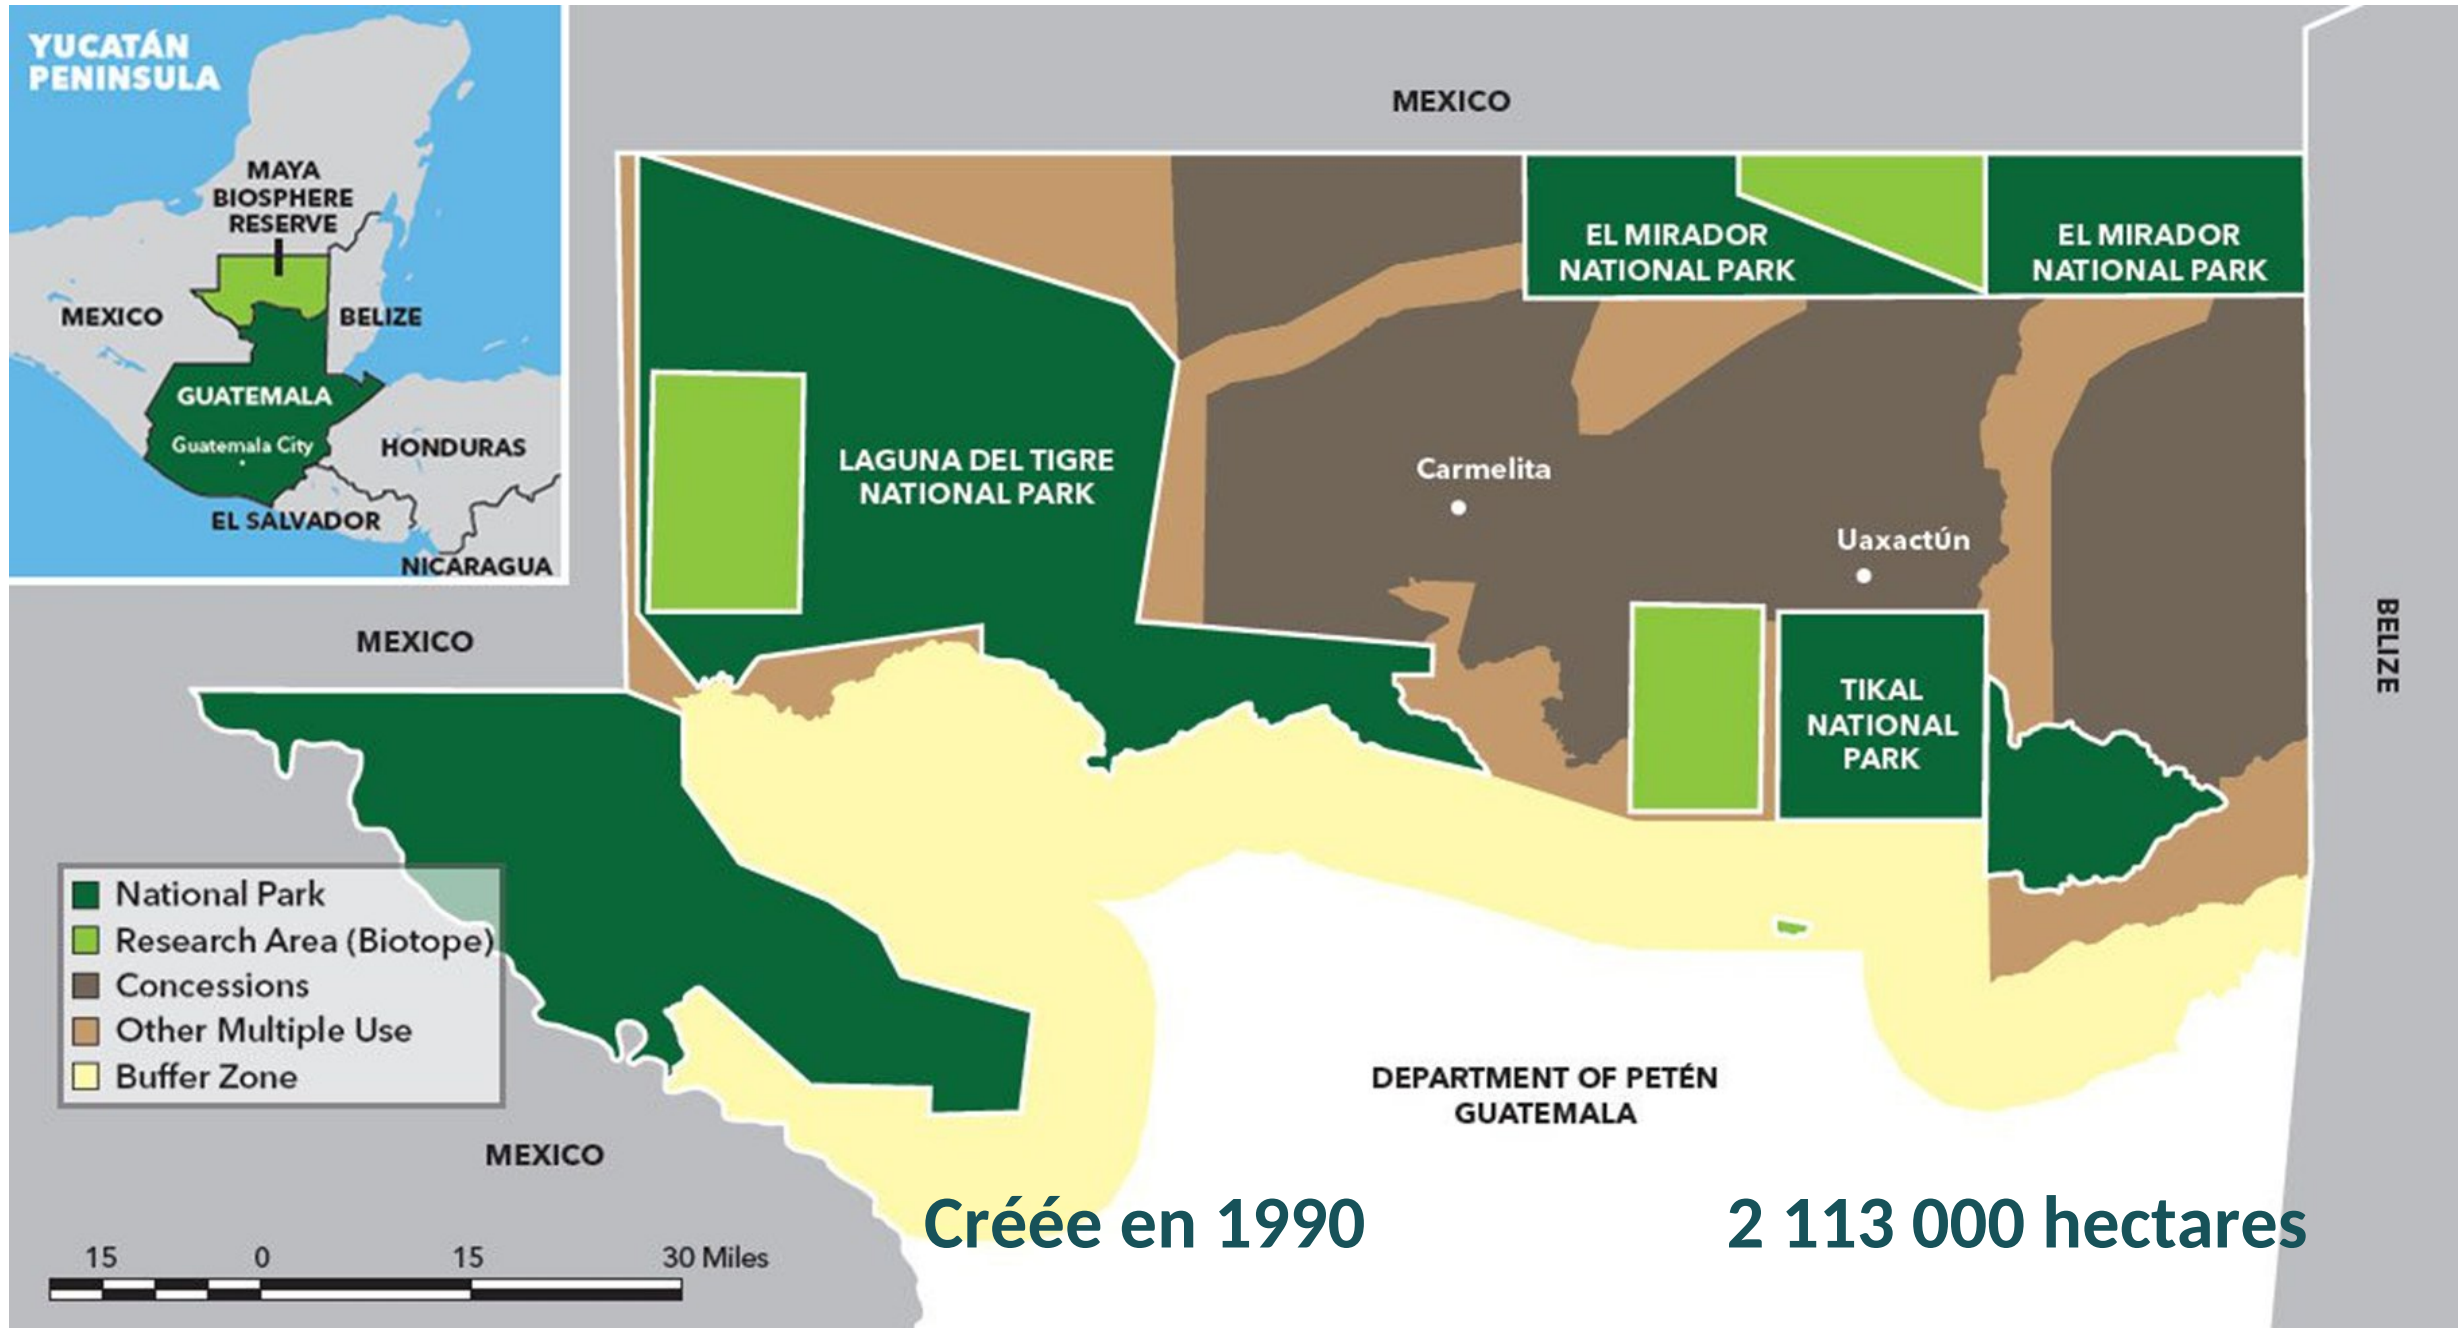 YUCATÁN
PENINSULA
MAYA
BIOSPHERE
RESERVE
MEXICO
BELIZE
GUATEMALA
Guatemala City
HONDURAS
EL SALVADOR
NICARAGUA
MEXICO
EL MIRADOR
NATIONAL PARK
EL MIRADOR
NATIONAL PARK
LAGUNA DEL TIGRE
NATIONAL PARK
Carmelita
Uaxactún
MEXICO
BELIZE
TIKAL
NATIONAL
PARK
National Park
Research Area (Biotope)
Concessions
Other Multiple Use
Buffer Zone
DEPARTMENT OF PETÉN
GUATEMALA
MEXICO
Créée en 1990
2 113 000 hectares
15 0 15 30 Miles